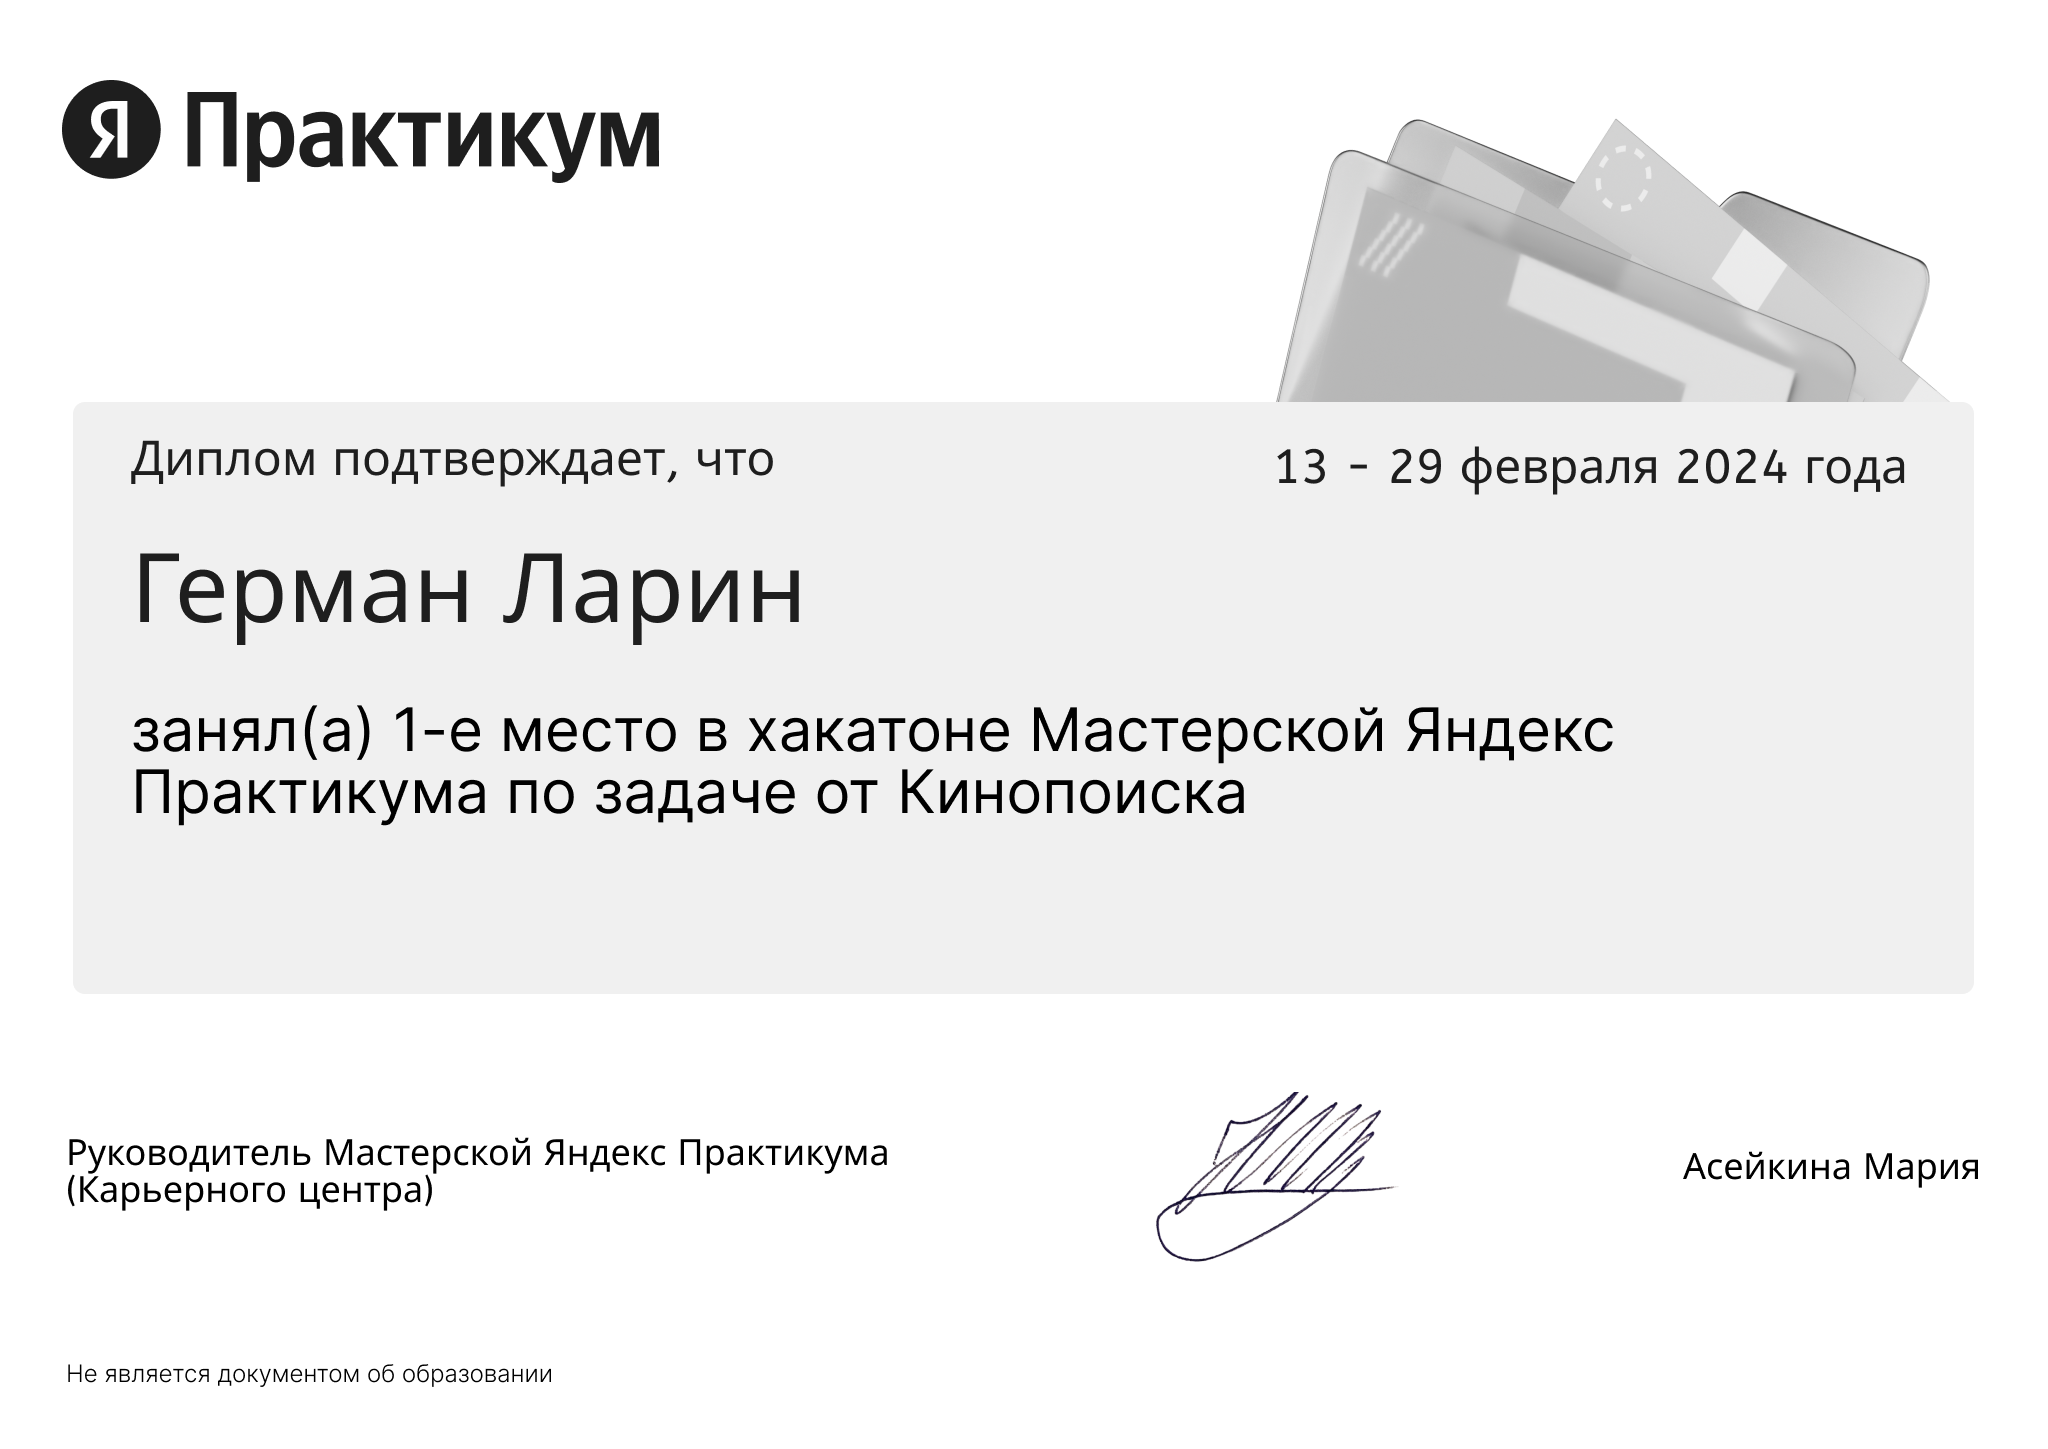 Я Практикум
Диплом подтверждает, что
13 - 29 февраля 2024 года
Герман Ларин
занял(а) 1-е место в хакатоне Мастерской Яндекс
Практикума по задаче от Кинопоиска
Руководитель Мастерской Яндекс Практикума
(Карьерного центра)
Асейкина Мария
Не является документом об образовании